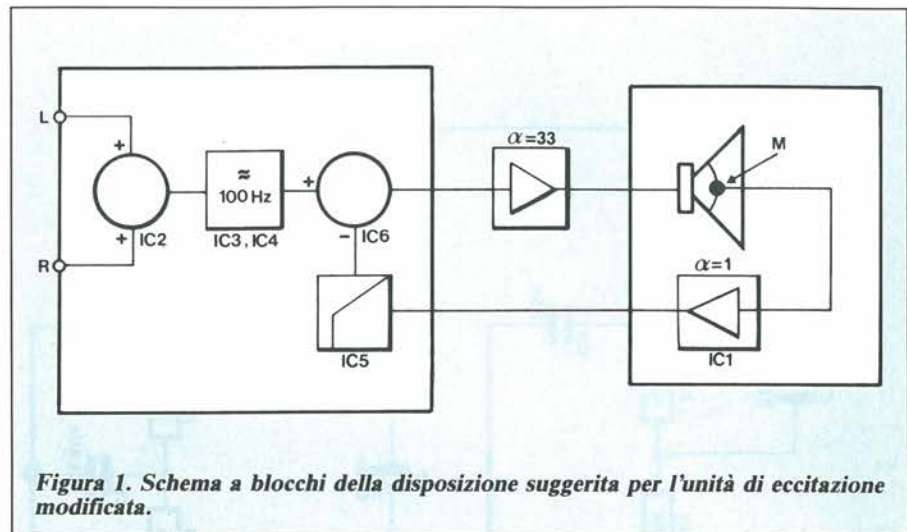 L
+
+
R
IC2
≈
100 Hz
IC3, IC4
+
−
IC6
IC5
α=33
M
α=1
IC1
Figura 1. Schema a blocchi della disposizione suggerita per l'unità di eccitazione
modificata.